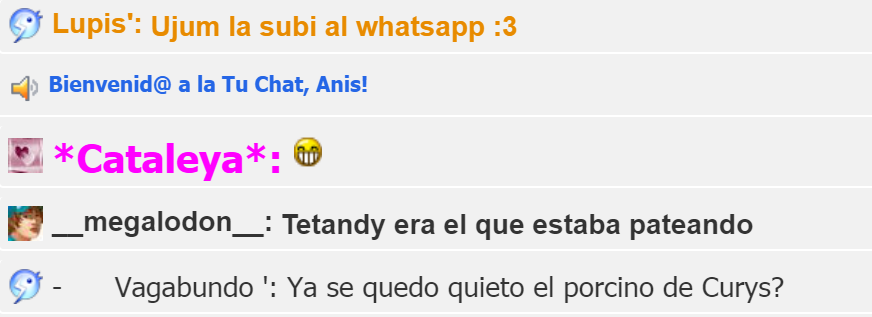 Lupis': Ujum la subi al whatsapp :3
Bienvenid@ a la Tu Chat, Anis!
*Cataleya*:
__megalodon__: Tetandy era el que estaba pateando
- Vagabundo ': Ya se quedo quieto el porcino de Curys?